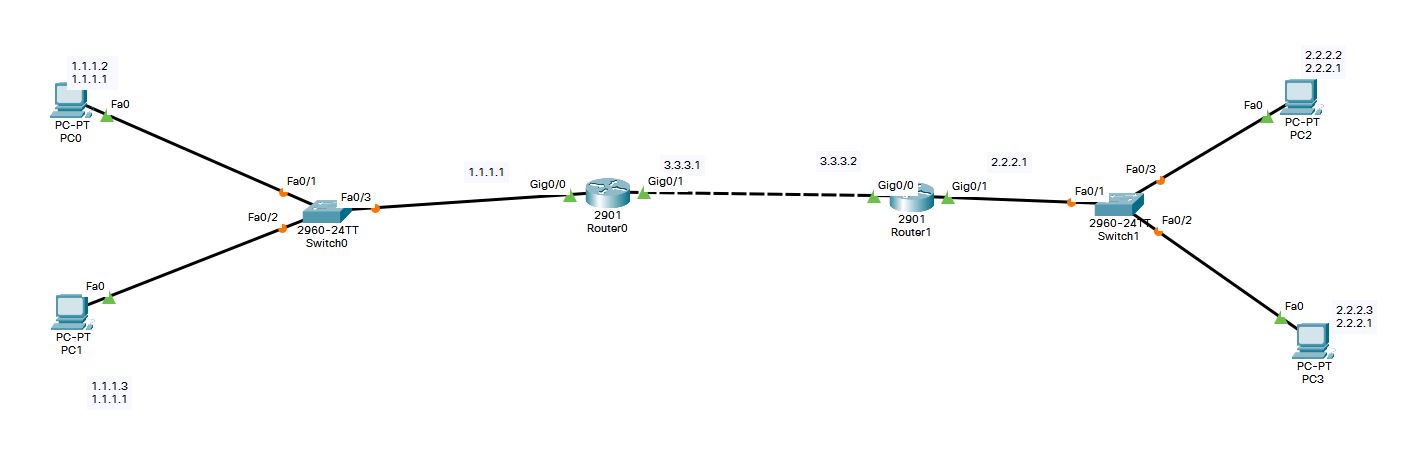 1.1.1.2
1.1.1.1
Fa0
PC-PT
PC0
Fa0/1
Fa0/2
Fa0/3
2960-24TT
Switch0
Fa0
PC-PT
PC1
1.1.1.3
1.1.1.1
1.1.1.1
Gig0/0
3.3.3.1
Gig0/1
2901
Router0
3.3.3.2
Gig0/0
2.2.2.1
Gig0/1
2901
Router1
Fa0/1
Fa0/3
Fa0/2
2960-24TT
Switch1
2.2.2.2
2.2.2.1
Fa0
PC-PT
PC2
Fa0
2.2.2.3
2.2.2.1
PC-PT
PC3